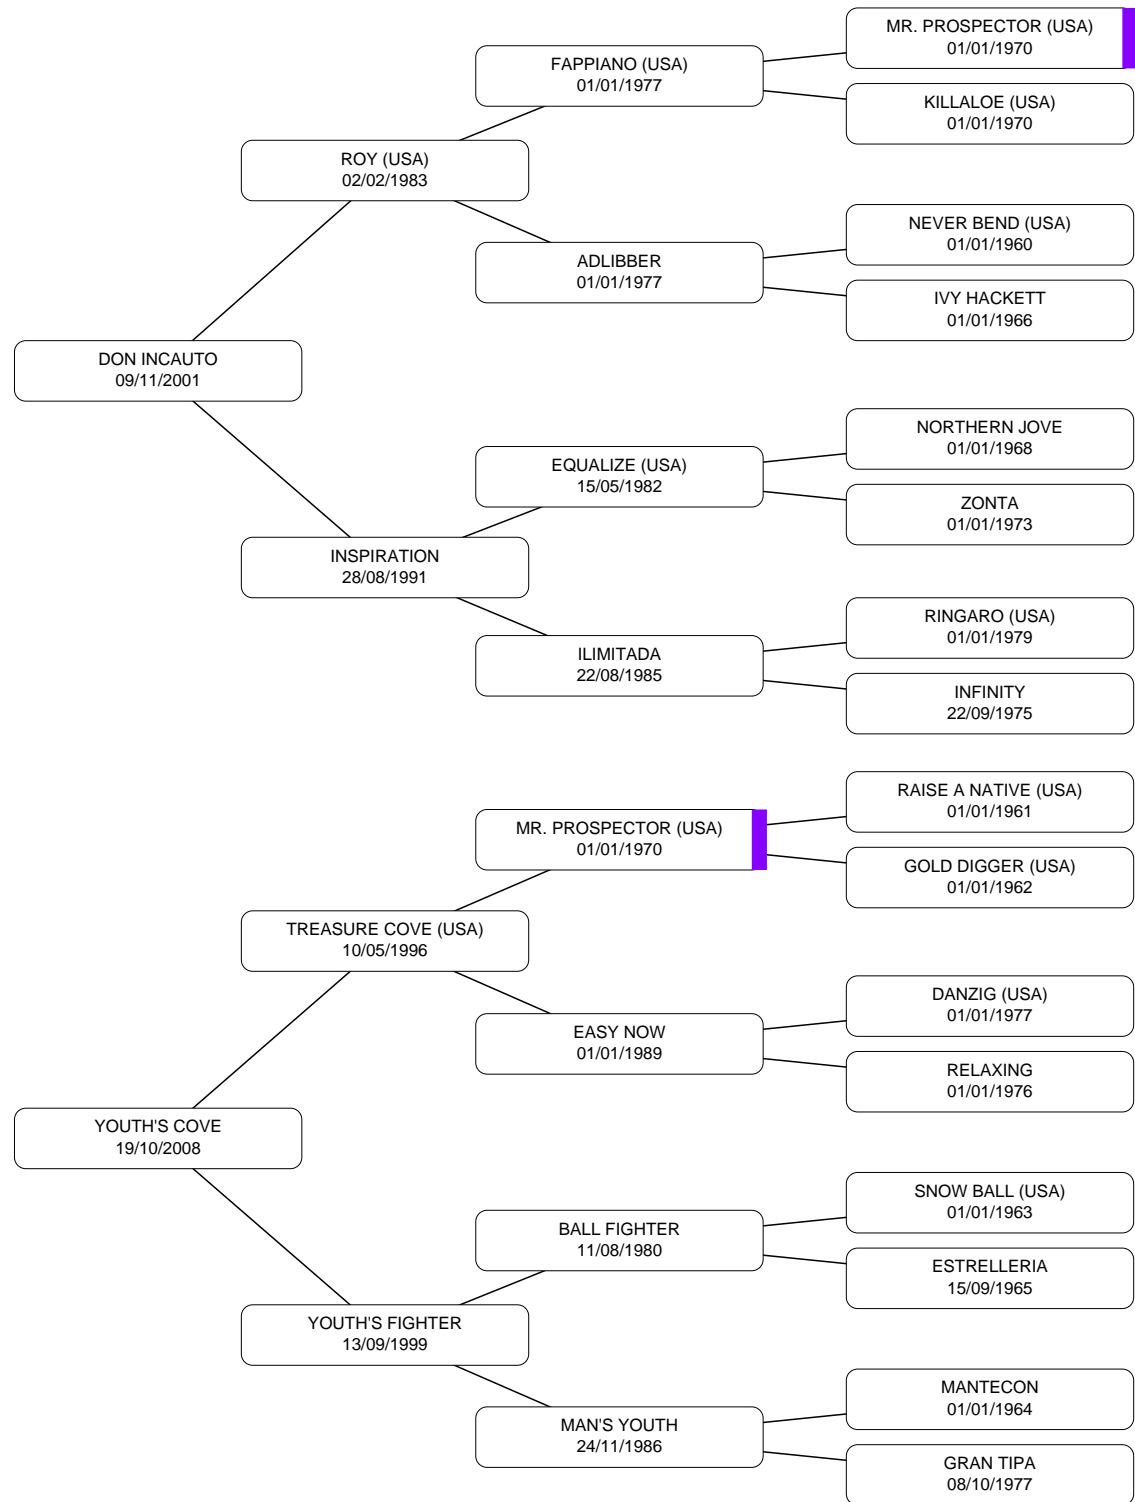 MR. PROSPECTOR (USA)
01/01/1970
FAPPIANO (USA)
01/01/1977
KILLALOE (USA)
01/01/1970
ROY (USA)
02/02/1983
NEVER BEND (USA)
01/01/1960
ADLIBBER
01/01/1977
IVY HACKETT
01/01/1966
DON INCAUTO
09/11/2001
NORTHERN JOVE
01/01/1968
EQUALIZE (USA)
15/05/1982
ZONTA
01/01/1973
INSPIRATION
28/08/1991
RINGARO (USA)
01/01/1979
ILIMITADA
22/08/1985
INFINITY
22/09/1975
RAISE A NATIVE (USA)
01/01/1961
MR. PROSPECTOR (USA)
01/01/1970
GOLD DIGGER (USA)
01/01/1962
TREASURE COVE (USA)
10/05/1996
DANZIG (USA)
01/01/1977
EASY NOW
01/01/1989
RELAXING
01/01/1976
YOUTH'S COVE
19/10/2008
SNOW BALL (USA)
01/01/1963
BALL FIGHTER
11/08/1980
ESTRELLERIA
15/09/1965
YOUTH'S FIGHTER
13/09/1999
MANTECON
01/01/1964
MAN'S YOUTH
24/11/1986
GRAN TIPA
08/10/1977